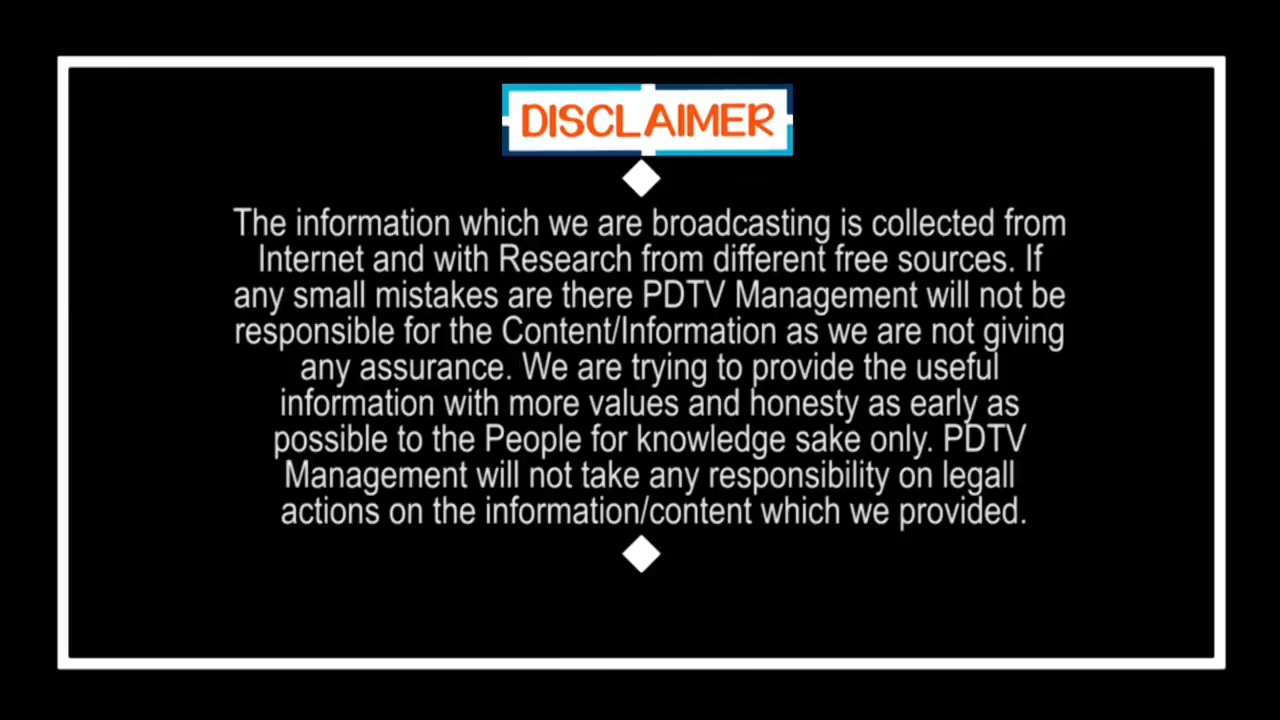 DISCLAIMER
The information which we are broadcasting is collected from
Internet and with Research from different free sources. If
any small mistakes are there PDTV Management will not be
responsible for the Content/Information as we are not giving
any assurance. We are trying to provide the useful
information with more values and honesty as early as
possible to the People for knowledge sake only. PDTV
Management will not take any responsibility on legall
actions on the information/content which we provided.